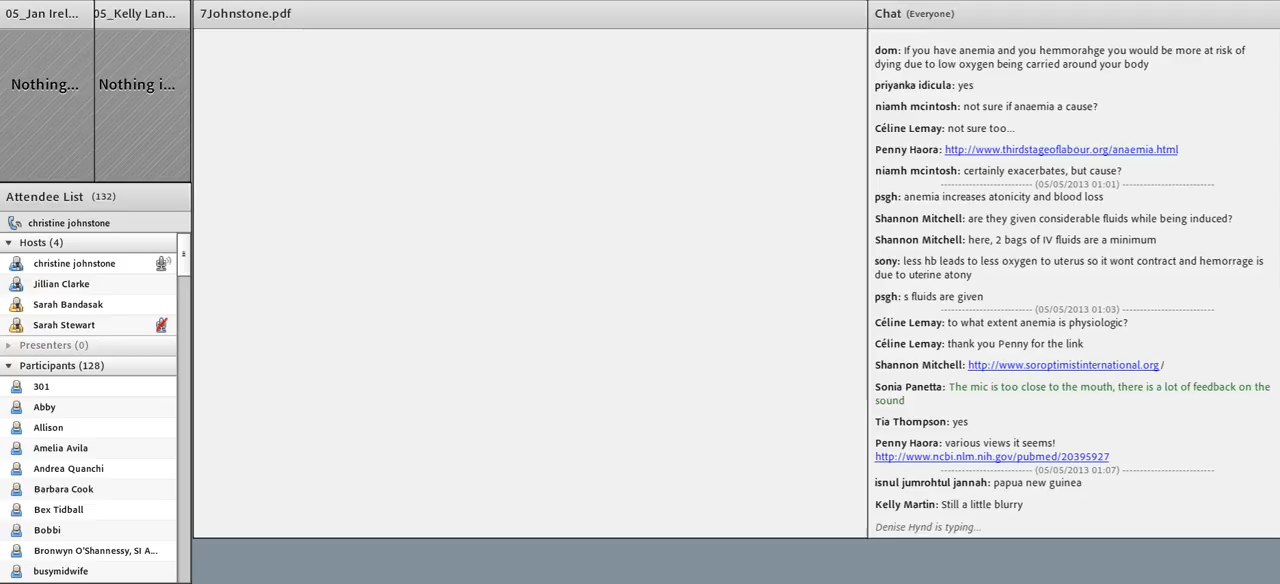 05_Jan Irel...
05_Kelly Lan...
7Johnstone.pdf
Chat (Everyone)
Nothing...
Nothing i...
Attendee List (132)
christine johnstone
Hosts (4)
christine johnstone
Jillian Clarke
Sarah Bandasak
Sarah Stewart
Presenters (0)
Participants (128)
301
Abby
Allison
Amelia Avila
Andrea Quanchi
Barbara Cook
Bex Tidball
Bobbi
Bronwyn O'Shannessy, SI A...
busymidwife
dom: If you have anemia and you hemmorahge you would be more at risk of
dying due to low oxygen being carried around your body
priyanka idicula: yes
niamh mcintosh: not sure if anaemia a cause?
Céline Lemay: not sure too...
Penny Haora: http://www.thirdstageoflabour.org/anaemia.html
niamh mcintosh: certainly exacerbates, but cause?
(05/05/2013 01:01)
psgh: anemia increases atonicity and blood loss
Shannon Mitchell: are they given considerable fluids while being induced?
Shannon Mitchell: here, 2 bags of IV fluids are a minimum
sony: less hb leads to less oxygen to uterus so it wont contract and hemorrage is
due to uterine atony
psgh: s fluids are given
(05/05/2013 01:03)
Céline Lemay: to what extent anemia is physiologic?
Céline Lemay: thank you Penny for the link
Shannon Mitchell: http://www.soroptimistinternational.org/
Sonia Panetta: The mic is too close to the mouth, there is a lot of feedback on the
sound
Tia Thompson: yes
Penny Haora: various views it seems!
http://www.ncbi.nlm.nih.gov/pubmed/20395927
(05/05/2013 01:07)
isnul jumrohtul jannah: papua new guinea
Kelly Martin: Still a little blurry
Denise Hynd is typing...